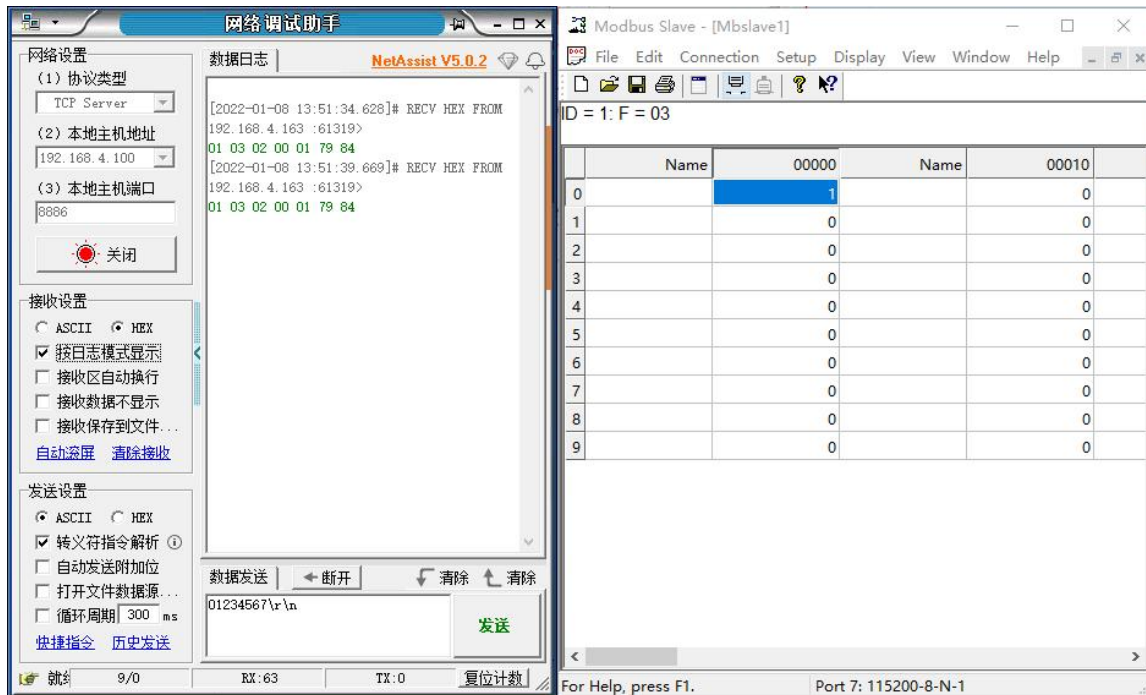 网络调试助手
网络设置
(1) 协议类型
TCP Server
(2) 本地主机地址
192.168.4.100
(3) 本地主机端口
8886
关闭
接收设置
ASCII HEX
按日志模式显示
接收区自动换行
接收数据不显示
接收保存到文件...
自动滚屏 清除接收
发送设置
ASCII HEX
转义符指令解析
自动发送附加位
打开文件数据源...
循环周期 300 ms
快捷指令 历史发送
数据日志
NetAssist V5.0.2
[2022-01-08 13:51:34.628]# RECV HEX FROM
192.168.4.163 :61319>
01 03 02 00 01 79 84
[2022-01-08 13:51:39.669]# RECV HEX FROM
192.168.4.163 :61319>
01 03 02 00 01 79 84
数据发送 断开 清除 清除
01234567\r\n
发送
9/0 RX:63 TX:0 复位计数
Modbus Slave - [Mbslave1]
File Edit Connection Setup Display View Window Help
ID = 1: F = 03
Name 00000 Name 00010
0 1 0
1 0 0
2 0 0
3 0 0
4 0 0
5 0 0
6 0 0
7 0 0
8 0 0
9 0 0
For Help, press F1. Port 7: 115200-8-N-1